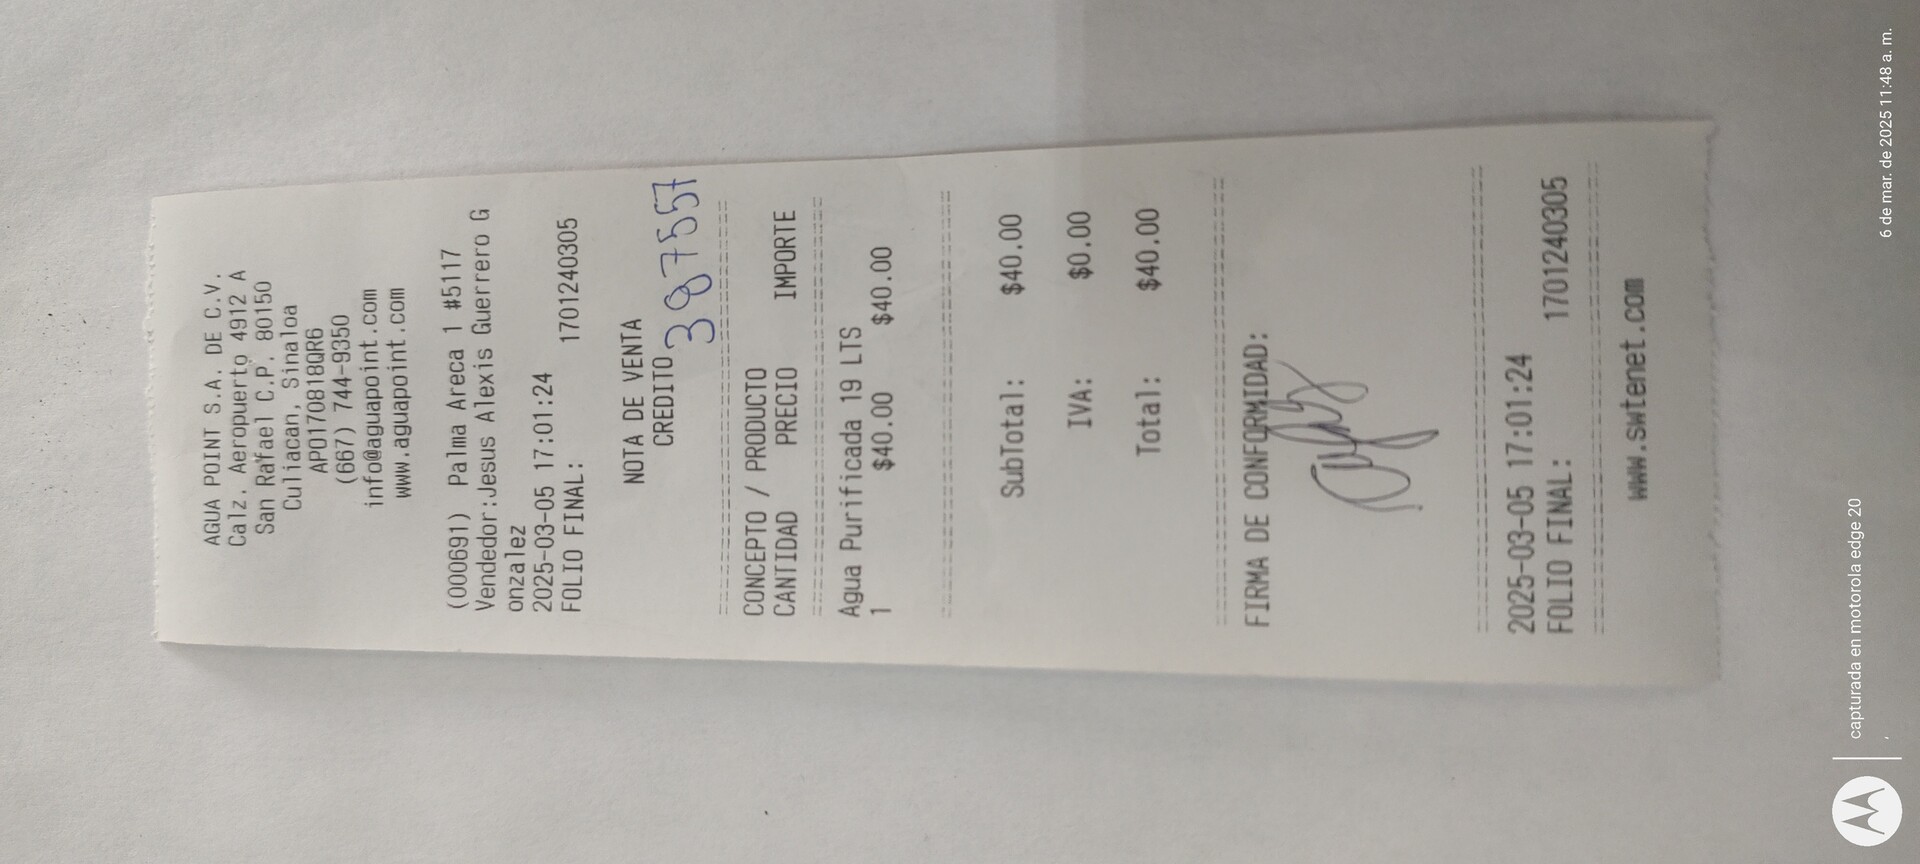 AGUA POINT S.A. DE C.V.
Calz. Aeropuerto 4912 A
San Rafael C.P. 80150
Culiacan, Sinaloa
APO170818QR6
(667) 744-9350
info@aguapoint.com
www.aguapoint.com
(000691) Palma Areca 1 #5117
Vendedor:Jesus Alexis Guerrero G
onzalez
2025-03-05 17:01:24
FOLIO FINAL: 1701240305
NOTA DE VENTA
CREDITO
387557
CONCEPTO / PRODUCTO
CANTIDAD PRECIO IMPORTE
Agua Purificada 19 LTS
1 $40.00 $40.00
SubTotal: $40.00
IVA: $0.00
Total: $40.00
FIRMA DE CONFORMIDAD:
2025-03-05 17:01:24
FOLIO FINAL: 1701240305
www.swtenet.com
capturada en motorola edge 20
6 de mar. de 2025 11:48 a. m.